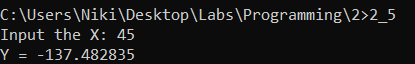 C:\Users\Niki\Desktop\Labs\Programming\2>2_5
Input the X: 45
Y = -137.482835